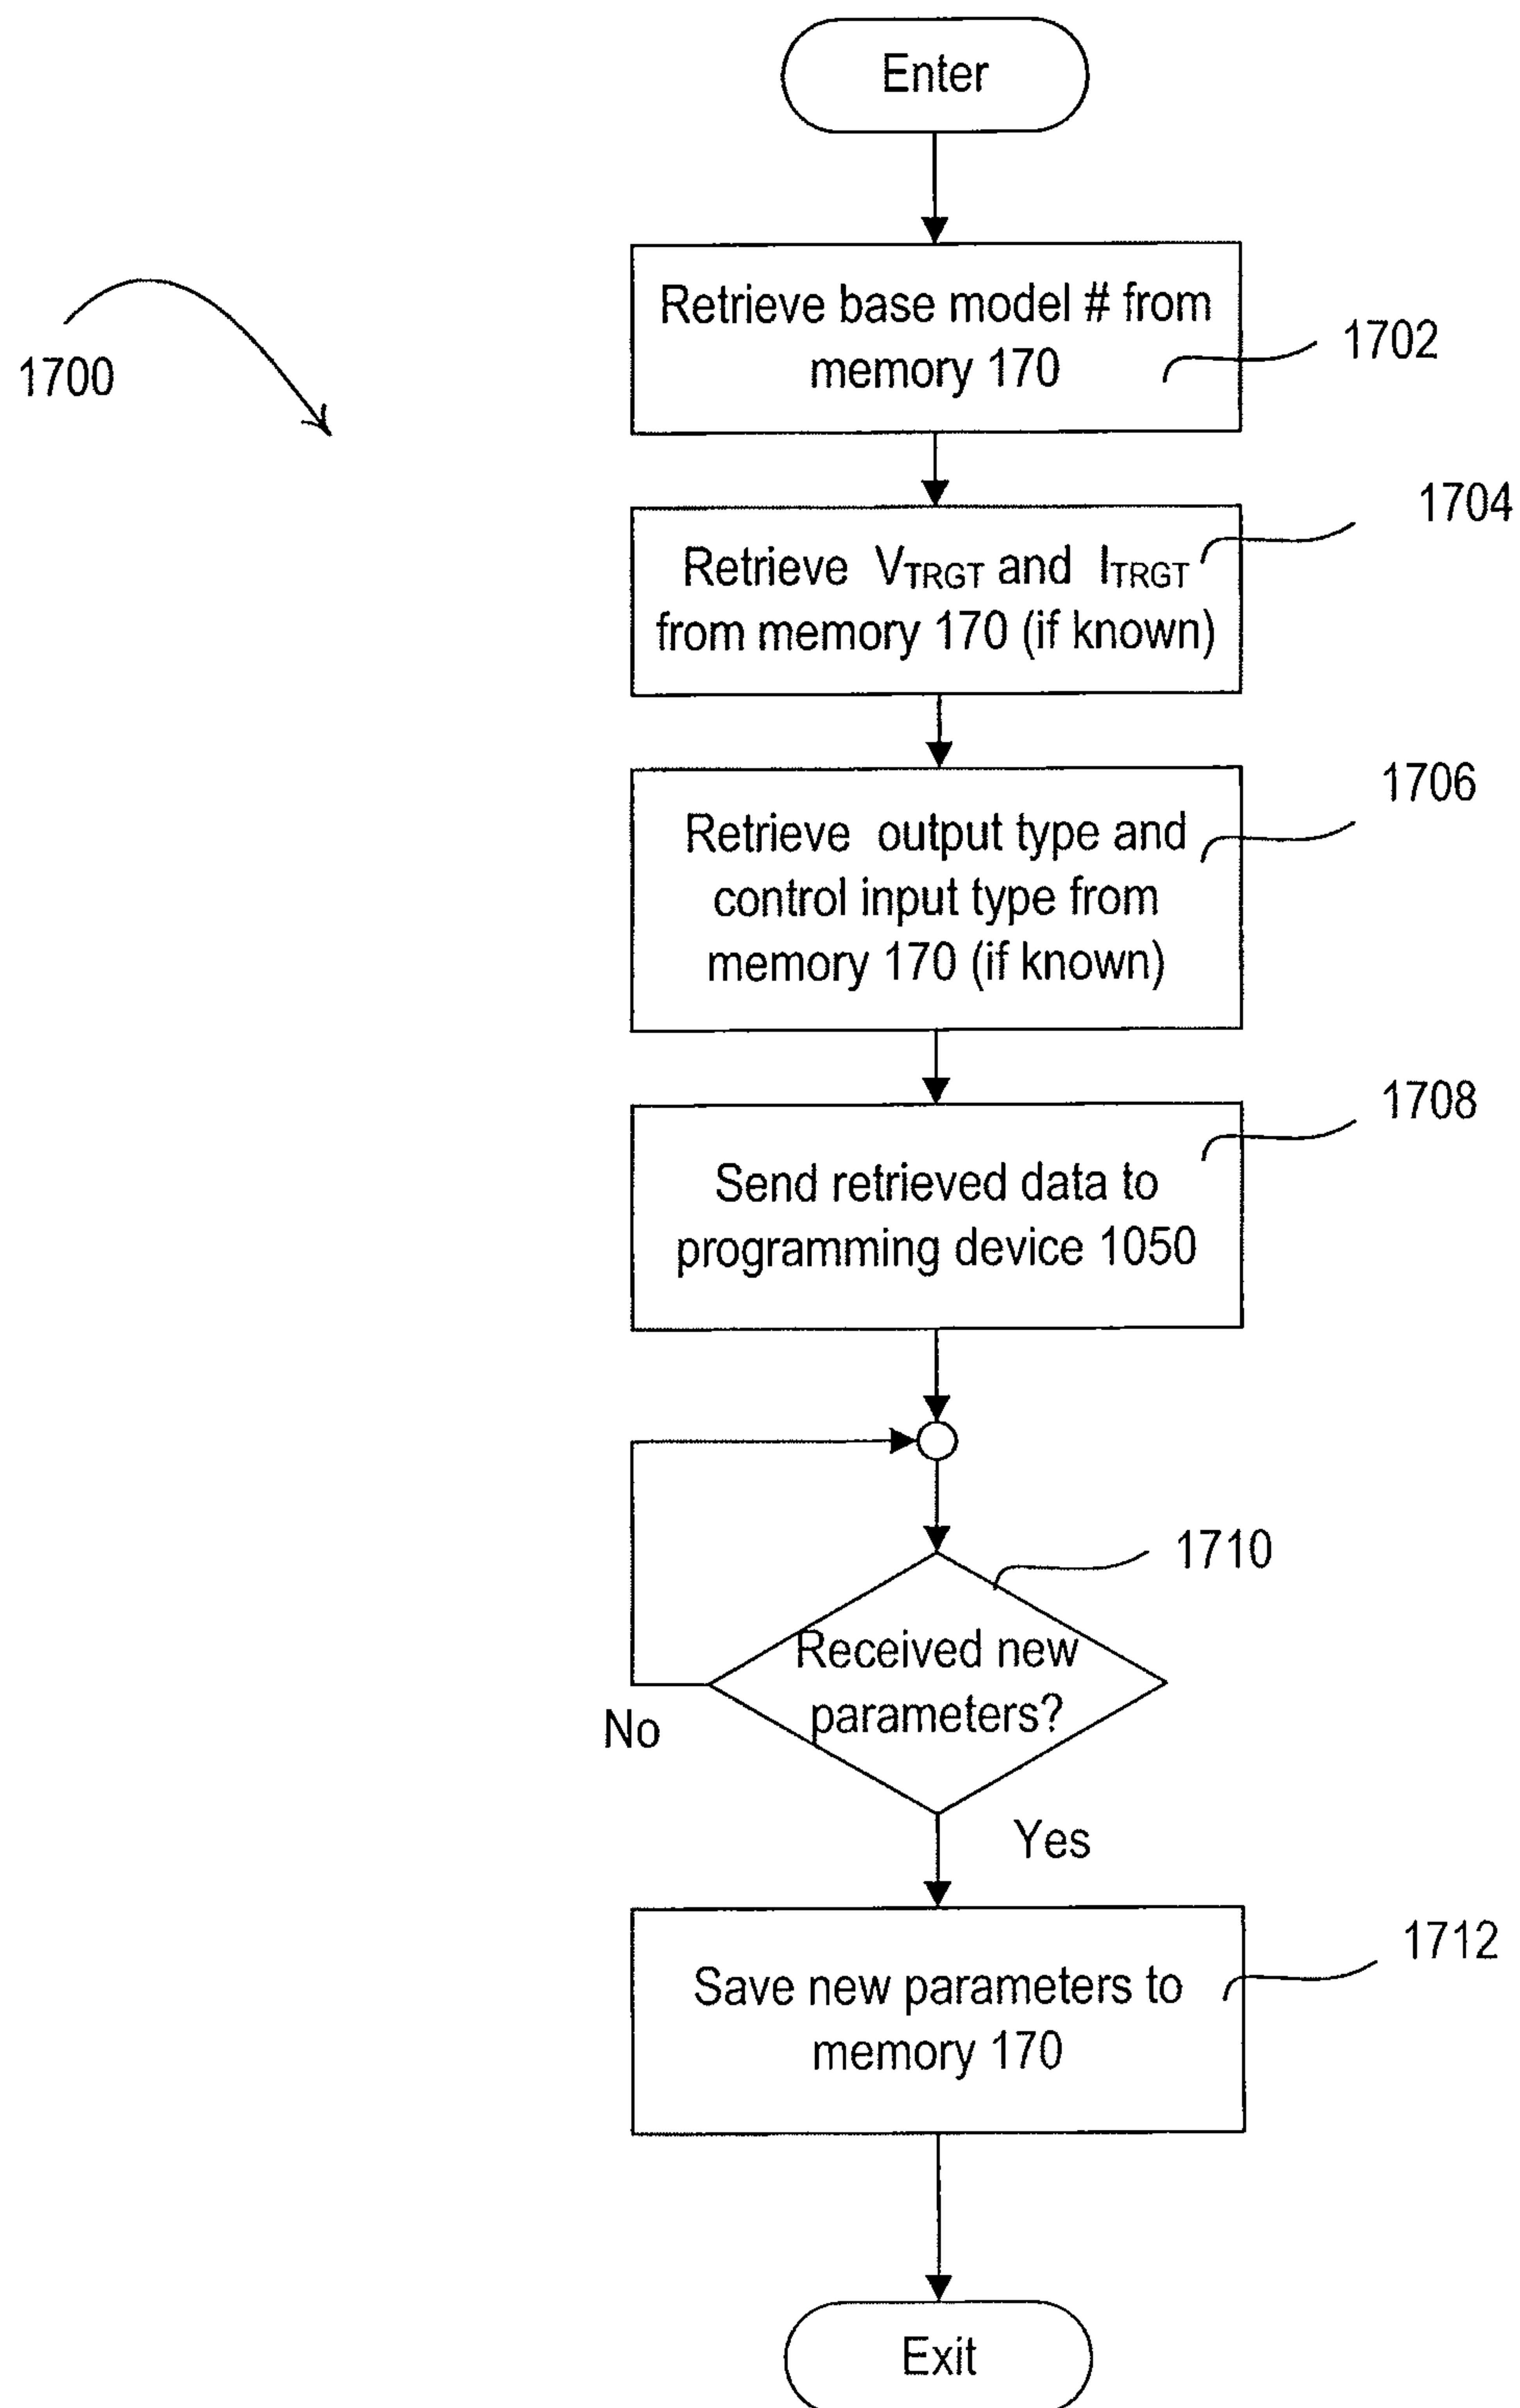 Enter
1700
Retrieve base model # from
memory 170
1702
1704
Retrieve VTRGT and ITRGT
from memory 170 (if known)
1706
Retrieve output type and
control input type from
memory 170 (if known)
1708
Send retrieved data to
programming device 1050
1710
Received new
parameters?
No
Yes
1712
Save new parameters to
memory 170
Exit